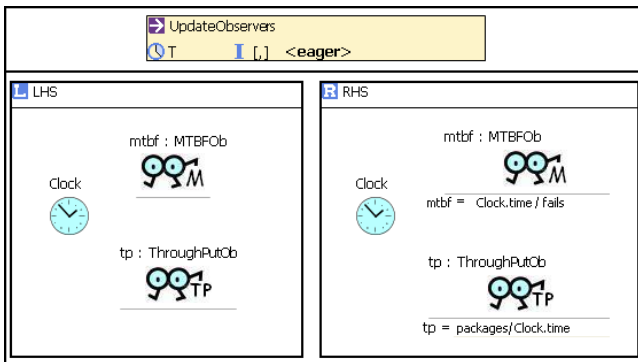 UpdateObservers
T I [,] <eager>
L LHS
mtbf : MTBFOb
M
Clock
tp : ThroughPutOb
TP
R RHS
mtbf : MTBFOb
M
Clock
mtbf = Clock.time / fails
tp : ThroughPutOb
TP
tp = packages/Clock.time